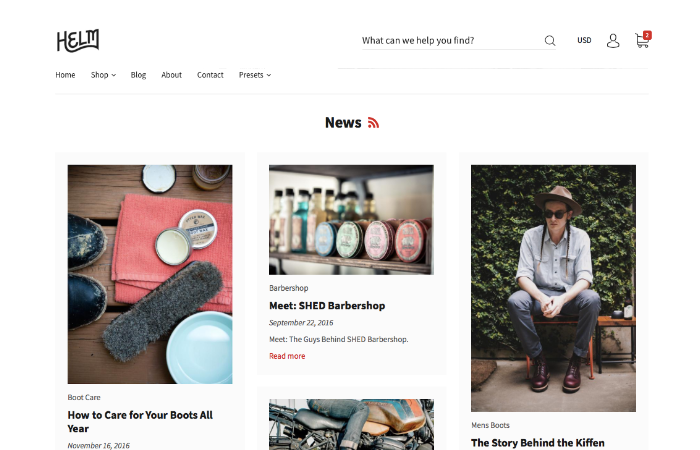 HELM
What can we help you find?
USD
2
Home Shop Blog About Contact Presets
News
Boot Care
How to Care for Your Boots All
Year
November 16, 2016
Barbershop
Meet: SHED Barbershop
September 22, 2016
Meet: The Guys Behind SHED Barbershop.
Read more
Mens Boots
The Story Behind the Kiffen